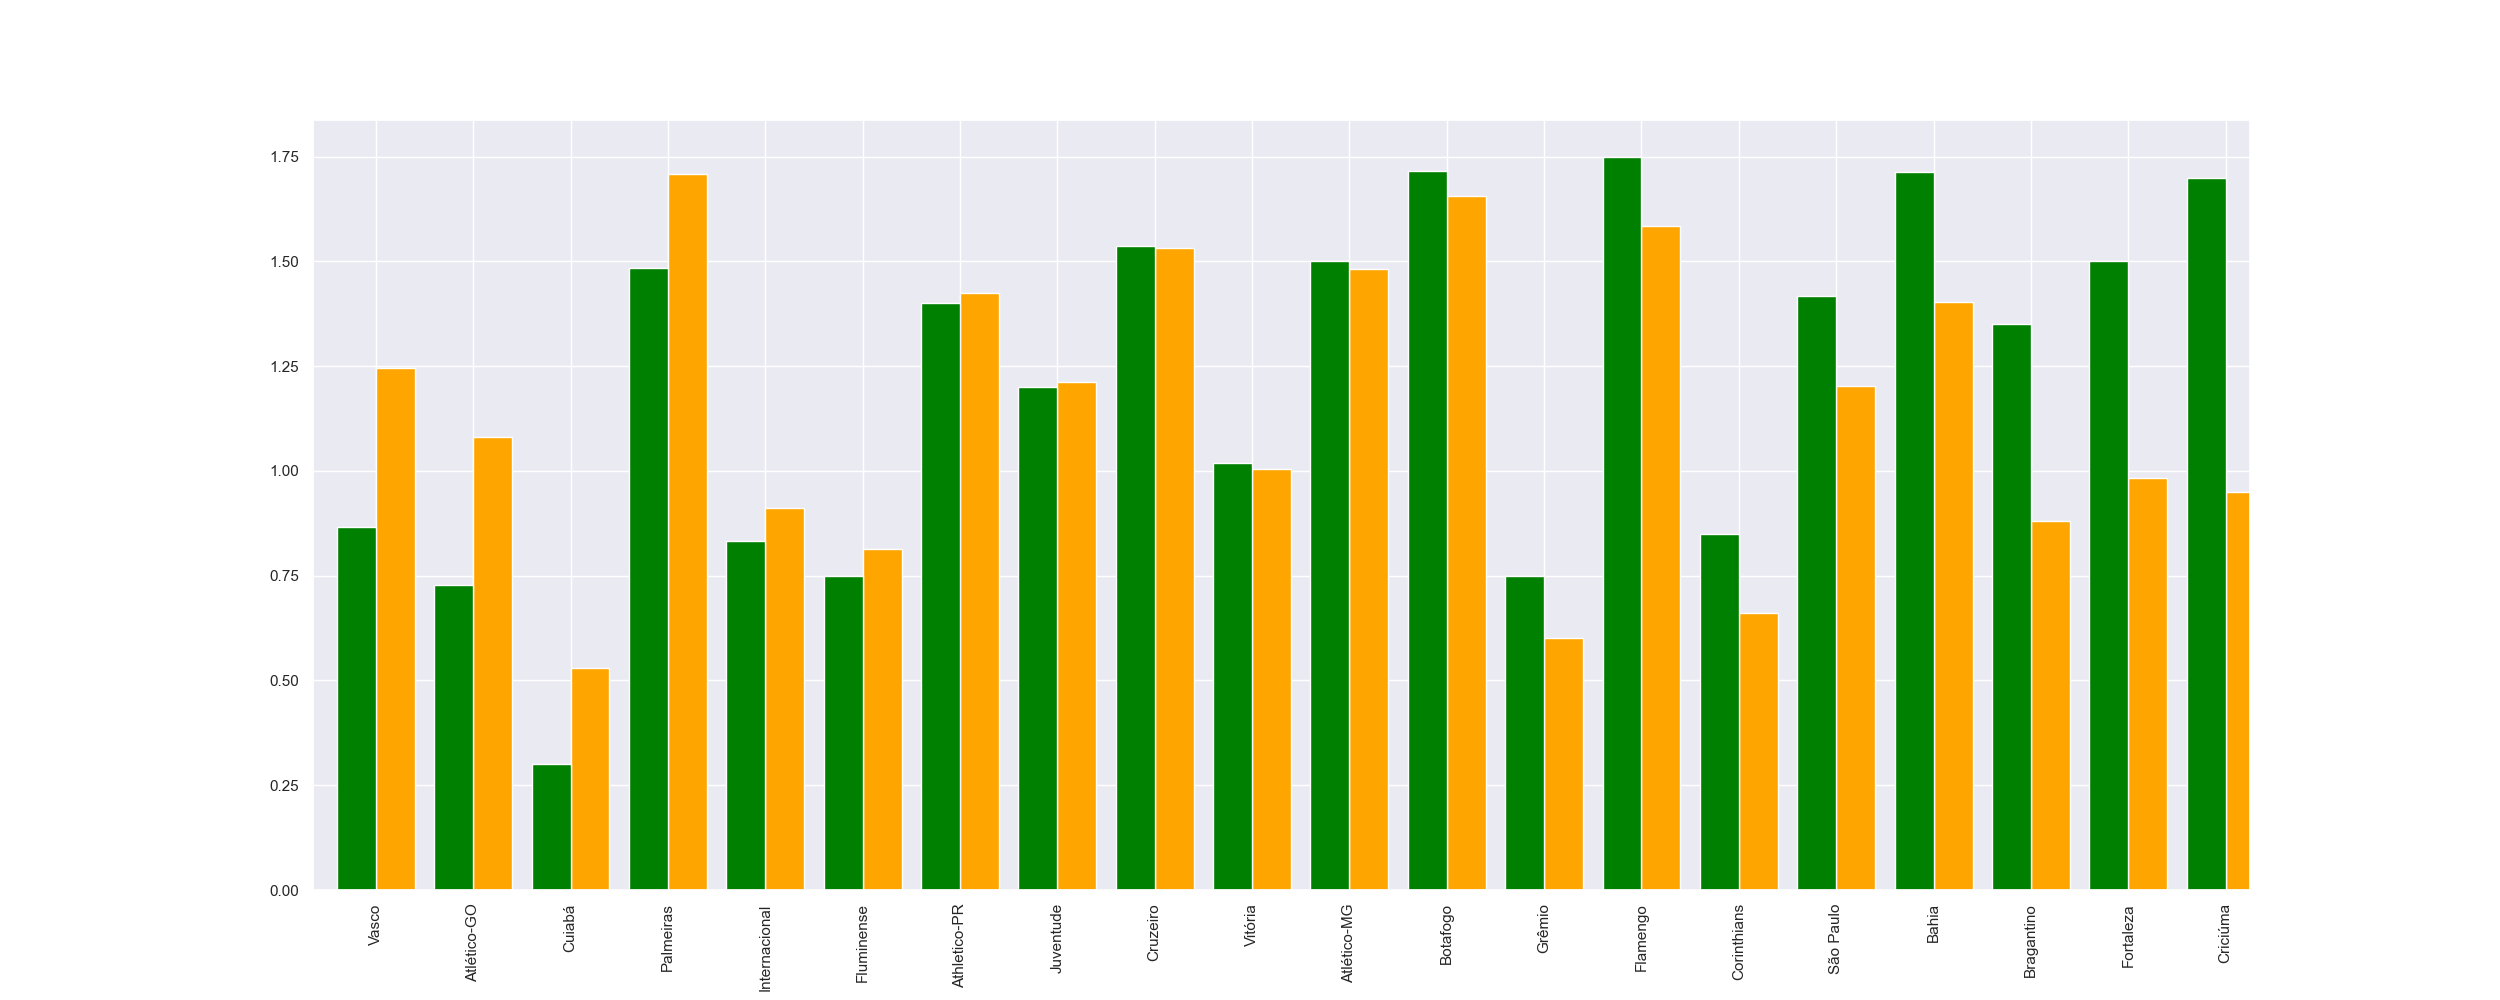 1.75
1.50
1.25
1.00
0.75
0.50
0.25
0.00
Vasco
Atlético-GO
Cuiabá
Palmeiras
Internacional
Fluminense
Athletico-PR
Juventude
Cruzeiro
Vitória
Atlético-MG
Botafogo
Grêmio
Flamengo
Corinthians
São Paulo
Bahia
Bragantino
Fortaleza
Criciúma